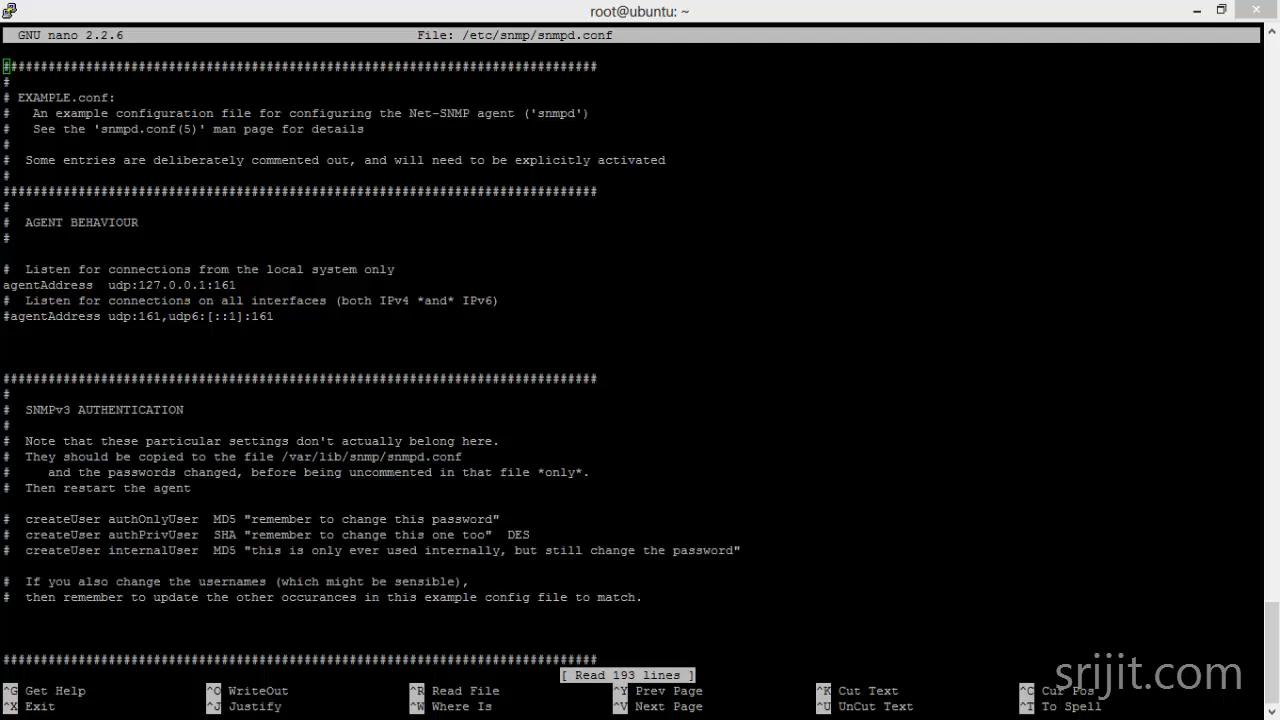 root@ubuntu: ~
GNU nano 2.2.6 File: /etc/snmp/snmpd.conf
###############################################################################
#
# EXAMPLE.conf:
#   An example configuration file for configuring the Net-SNMP agent ('snmpd')
#   See the 'snmpd.conf(5)' man page for details
#
#  Some entries are deliberately commented out, and will need to be explicitly activated
#
###############################################################################
#
#  AGENT BEHAVIOUR
#
#  Listen for connections from the local system only
agentAddress  udp:127.0.0.1:161
#  Listen for connections on all interfaces (both IPv4 *and* IPv6)
#agentAddress udp:161,udp6:[::1]:161
###############################################################################
#
#  SNMPv3 AUTHENTICATION
#
#  Note that these particular settings don't actually belong here.
#  They should be copied to the file /var/lib/snmp/snmpd.conf
#     and the passwords changed, before being uncommented in that file *only*.
#  Then restart the agent
#  createUser authOnlyUser  MD5 "remember to change this password"
#  createUser authPrivUser  SHA "remember to change this one too"  DES
#  createUser internalUser  MD5 "this is only ever used internally, but still change the password"
#  If you also change the usernames (which might be sensible),
#  then remember to update the other occurances in this example config file to match.
###############################################################################
[ Read 193 lines ]
^G Get Help ^O WriteOut ^R Read File ^Y Prev Page ^K Cut Text ^C Cur Pos
^X Exit ^J Justify ^W Where Is ^V Next Page ^U UnCut Text ^T To Spell
srijit.com